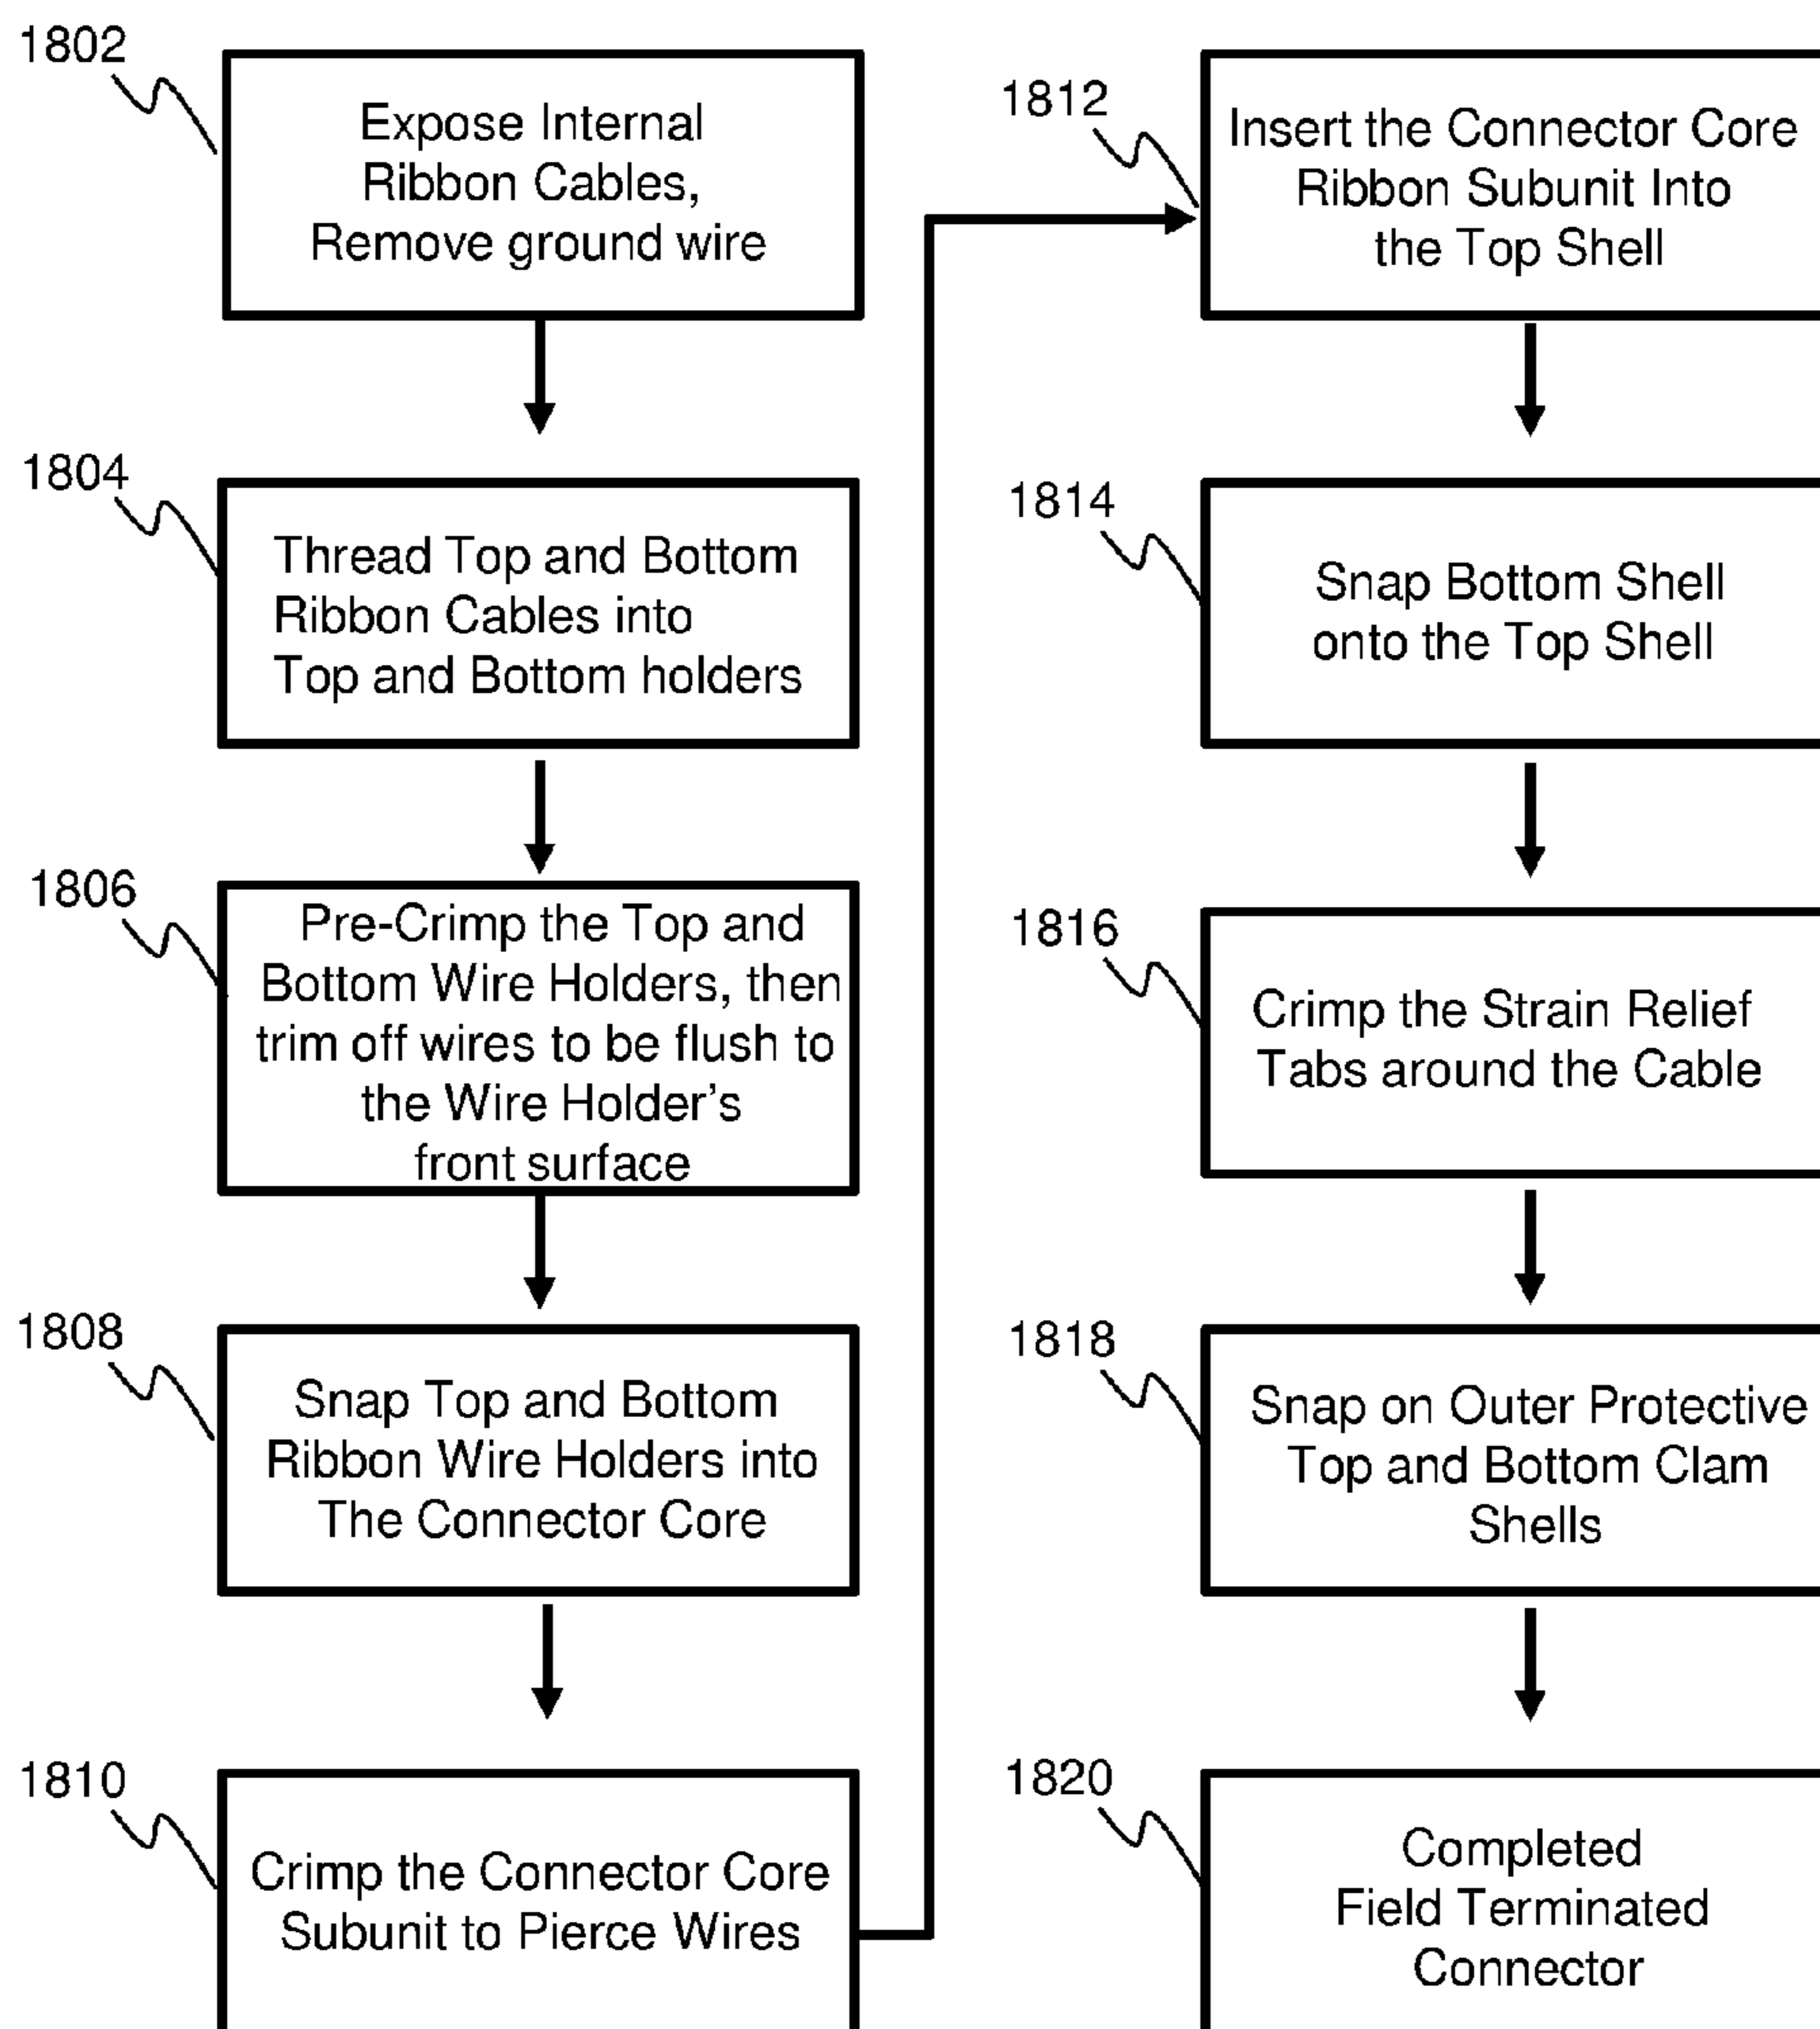 1802
Expose Internal
Ribbon Cables,
Remove ground wire
1804
Thread Top and Bottom
Ribbon Cables into
Top and Bottom holders
1806
Pre-Crimp the Top and
Bottom Wire Holders, then
trim off wires to be flush to
the Wire Holder's
front surface
1808
Snap Top and Bottom
Ribbon Wire Holders into
The Connector Core
1810
Crimp the Connector Core
Subunit to Pierce Wires
1812
Insert the Connector Core
Ribbon Subunit Into
the Top Shell
1814
Snap Bottom Shell
onto the Top Shell
1816
Crimp the Strain Relief
Tabs around the Cable
1818
Snap on Outer Protective
Top and Bottom Clam
Shells
1820
Completed
Field Terminated
Connector